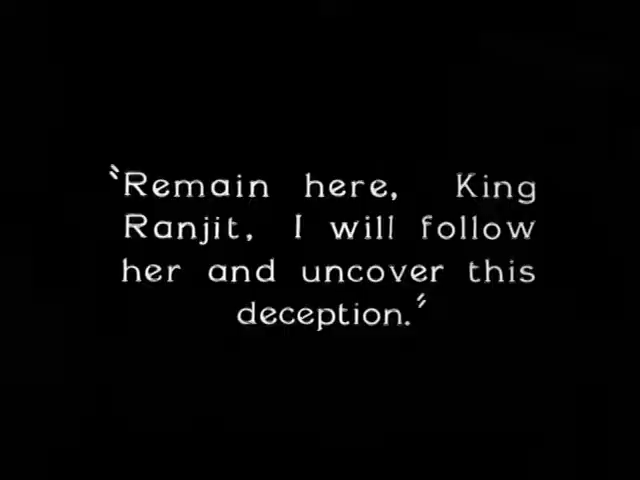 "Remain here, King
Ranjit, I will follow
her and uncover this
deception."